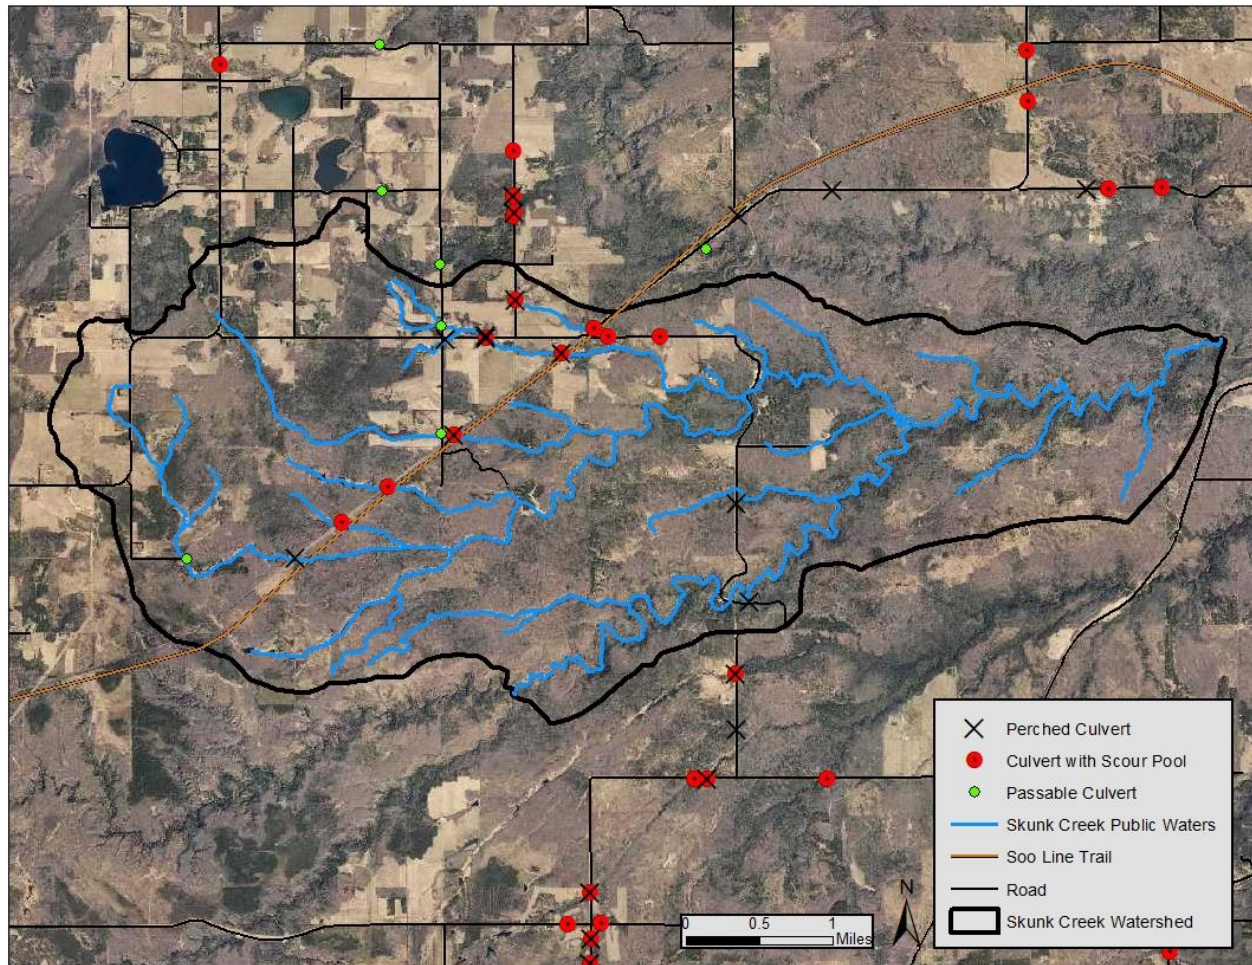 Perched Culvert
Culvert with Scour Pool
Passable Culvert
Skunk Creek Public Waters
Soo Line Trail
Road
Skunk Creek Watershed
N
0 0.5 1
Miles